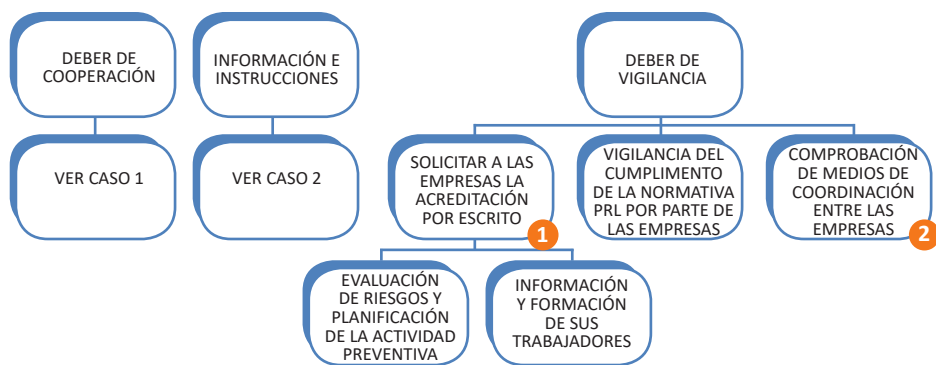 DEBER DE
COOPERACIÓN
INFORMACIÓN E
INSTRUCCIONES
DEBER DE
VIGILANCIA
VER CASO 1
VER CASO 2
SOLICITAR A LAS
EMPRESAS LA
ACREDITACIÓN
POR ESCRITO
1
VIGILANCIA DEL
CUMPLIMENTO
DE LA NORMATIVA
PRL POR PARTE DE
LAS EMPRESAS
COMPROBACIÓN
DE MEDIOS DE
COORDINACIÓN
ENTRE LAS
EMPRESAS
2
EVALUACIÓN
DE RIESGOS Y
PLANIFICACIÓN
DE LA ACTIVIDAD
PREVENTIVA
INFORMACIÓN
Y FORMACIÓN
DE SUS
TRABAJADORES